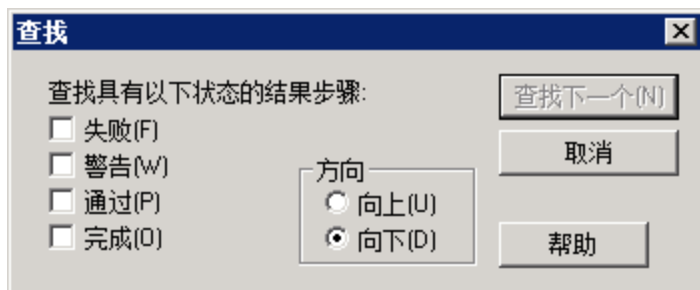 查找
查找具有以下状态的结果步骤:
失败(F)
警告(W)
通过(P)
完成(O)
方向
向上(U)
向下(D)
查找下一个(N)
取消
帮助